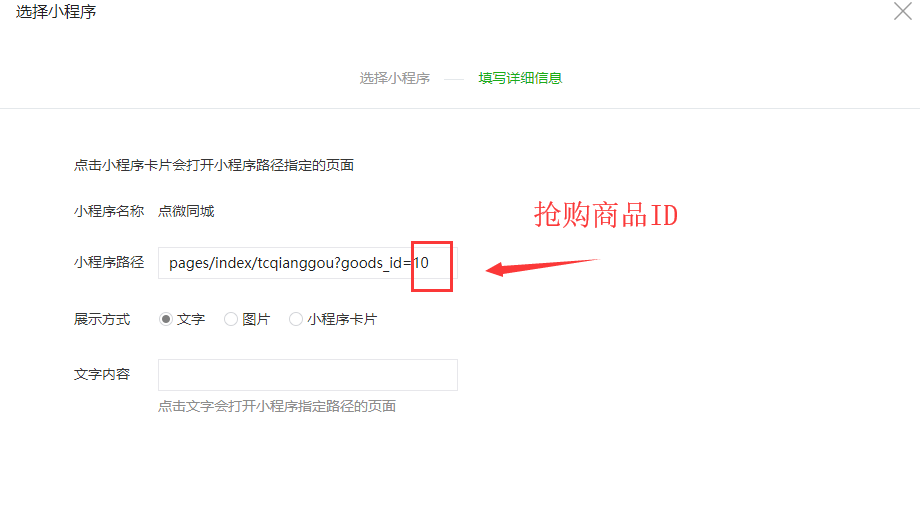 选择小程序
选择小程序 填写详细信息
点击小程序卡片会打开小程序路径指定的页面
小程序名称 点微同城
抢购商品ID
小程序路径 pages/index/tcqianggou?goods_id=10
展示方式 文字 图片 小程序卡片
文字内容
点击文字会打开小程序指定路径的页面